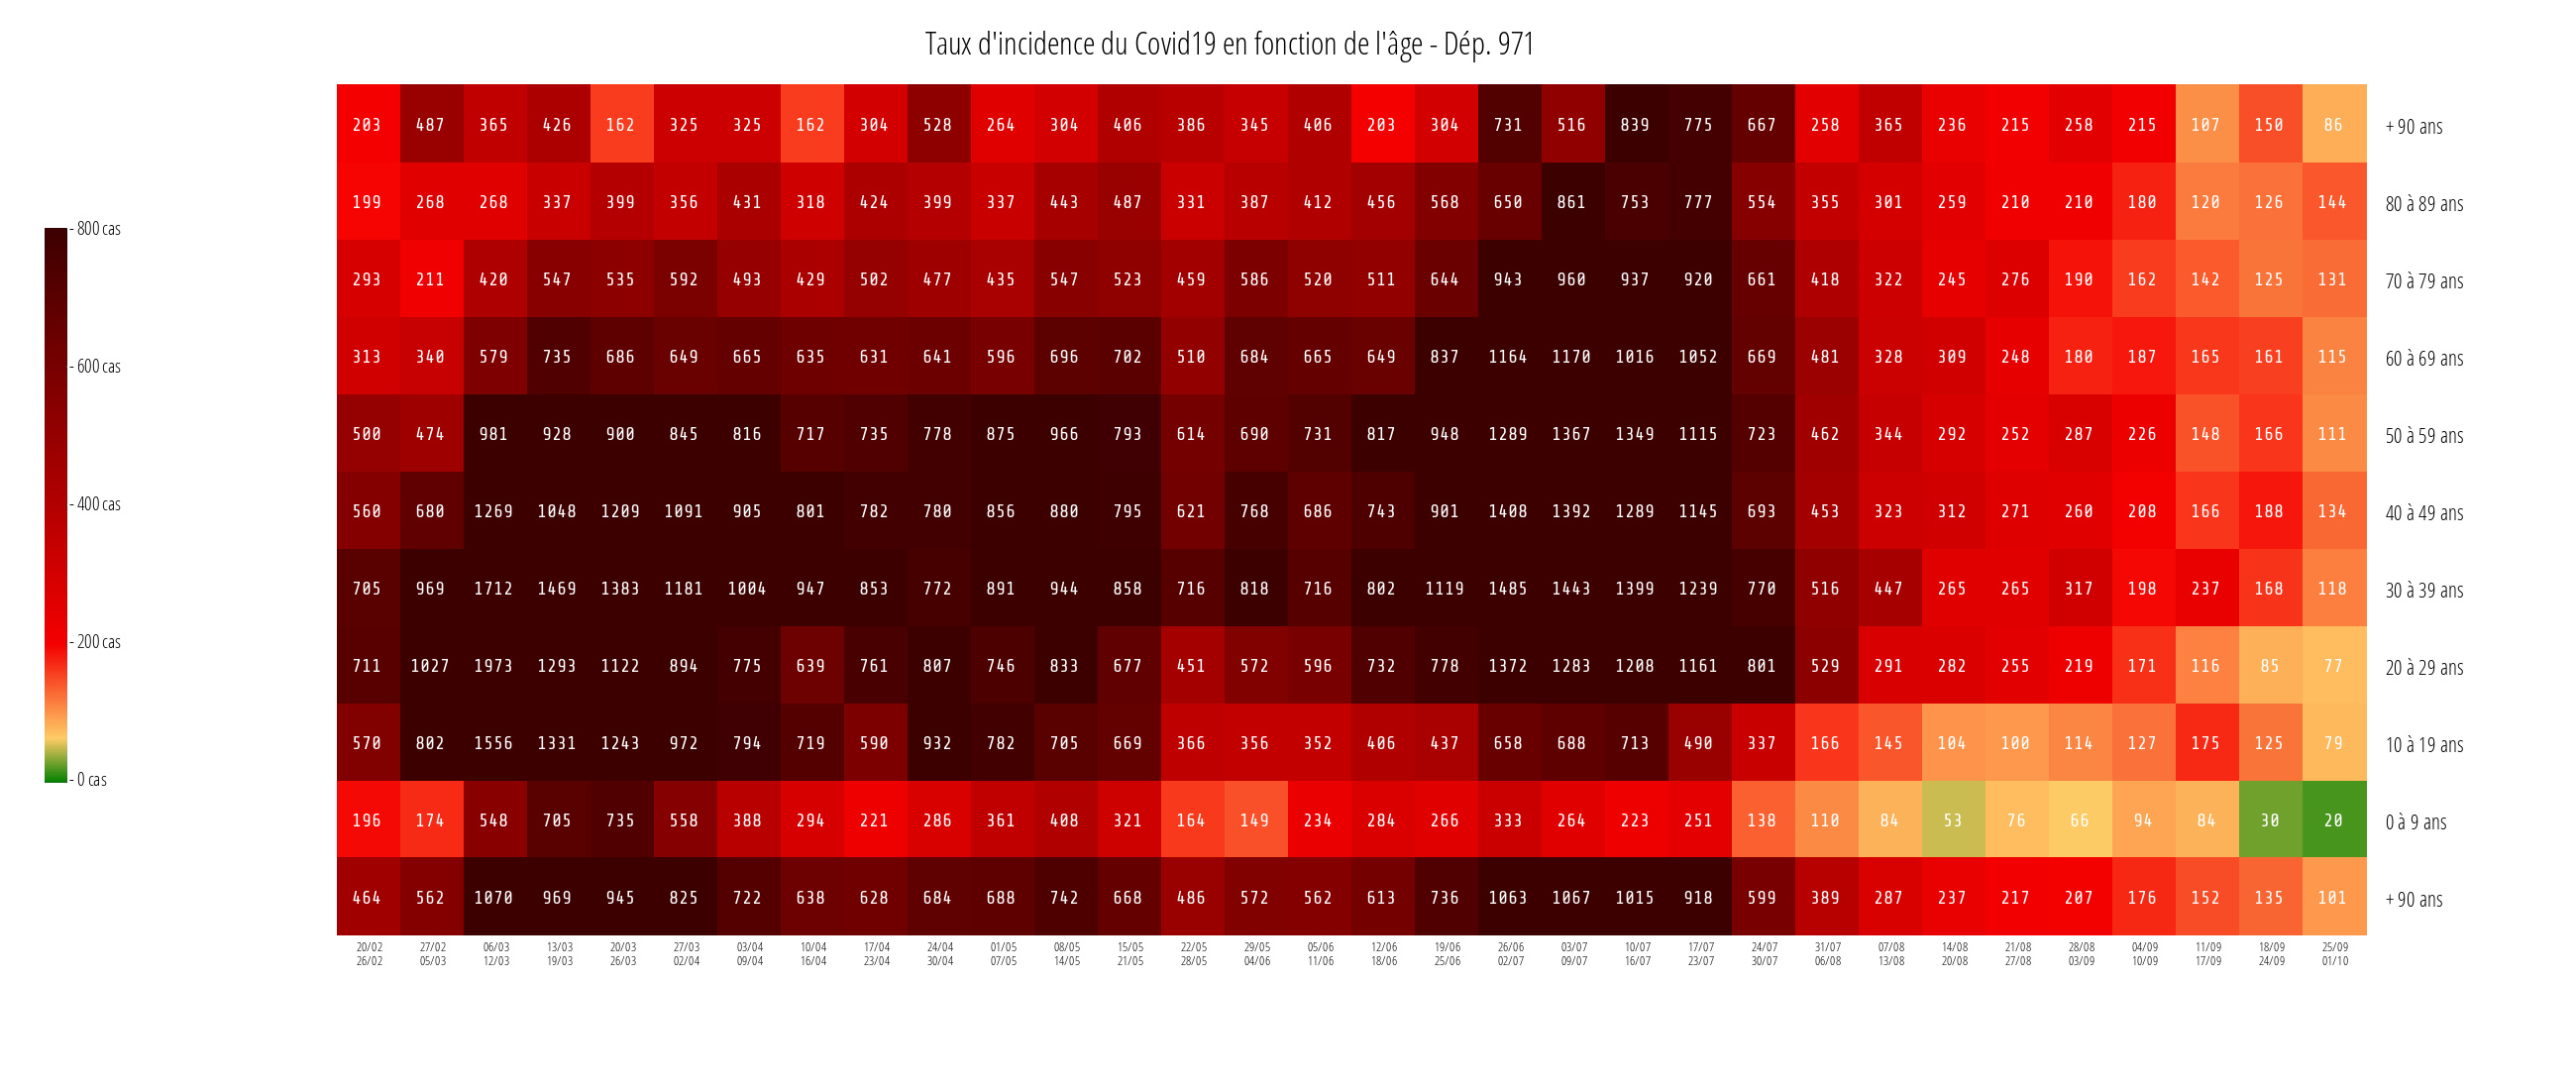 Taux d'incidence du Covid19 en fonction de l'âge - Dép. 971
- 800 cas
- 600 cas
- 400 cas
- 200 cas
- 0 cas
203 487 365 426 162 325 325 162 304 528 264 304 406 386 345 406 203 304 731 516 839 775 667 258 365 236 215 258 215 107 150 86 + 90 ans
199 268 268 337 399 356 431 318 424 399 337 443 487 331 387 412 456 568 650 861 753 777 554 355 301 259 210 210 180 120 126 144 80 à 89 ans
293 211 420 547 535 592 493 429 502 477 435 547 523 459 586 520 511 644 943 960 937 920 661 418 322 245 276 190 162 142 125 131 70 à 79 ans
313 340 579 735 686 649 665 635 631 641 596 696 702 510 684 665 649 837 1164 1170 1016 1052 669 481 328 309 248 180 187 165 161 115 60 à 69 ans
500 474 981 928 900 845 816 717 735 778 875 966 793 614 690 731 817 948 1289 1367 1349 1115 723 462 344 292 252 287 226 148 166 111 50 à 59 ans
560 680 1269 1048 1209 1091 905 801 782 780 856 880 795 621 768 686 743 901 1408 1392 1289 1145 693 453 323 312 271 260 208 166 188 134 40 à 49 ans
705 969 1712 1469 1383 1181 1004 947 853 772 891 944 858 716 818 716 802 1119 1485 1443 1399 1239 770 516 447 265 265 317 198 237 168 118 30 à 39 ans
711 1027 1973 1293 1122 894 775 639 761 807 746 833 677 451 572 596 732 778 1372 1283 1208 1161 801 529 291 282 255 219 171 116 85 77 20 à 29 ans
570 802 1556 1331 1243 972 794 719 590 932 782 705 669 366 356 352 406 437 658 688 713 490 337 166 145 104 100 114 127 175 125 79 10 à 19 ans
196 174 548 705 735 558 388 294 221 286 361 408 321 164 149 234 284 266 333 264 223 251 138 110 84 53 76 66 94 84 30 20 0 à 9 ans
464 562 1070 969 945 825 722 638 628 684 688 742 668 486 572 562 613 736 1063 1067 1015 918 599 389 287 237 217 207 176 152 135 101 + 90 ans
20/02 27/02 06/03 13/03 20/03 27/03 03/04 10/04 17/04 24/04 01/05 08/05 15/05 22/05 29/05 05/06 12/06 19/06 26/06 03/07 10/07 17/07 24/07 31/07 07/08 14/08 21/08 28/08 04/09 11/09 18/09 25/09
26/02 05/03 12/03 19/03 26/03 02/04 09/04 16/04 23/04 30/04 07/05 14/05 21/05 28/05 04/06 11/06 18/06 25/06 02/07 09/07 16/07 23/07 30/07 06/08 13/08 20/08 27/08 03/09 10/09 17/09 24/09 01/10